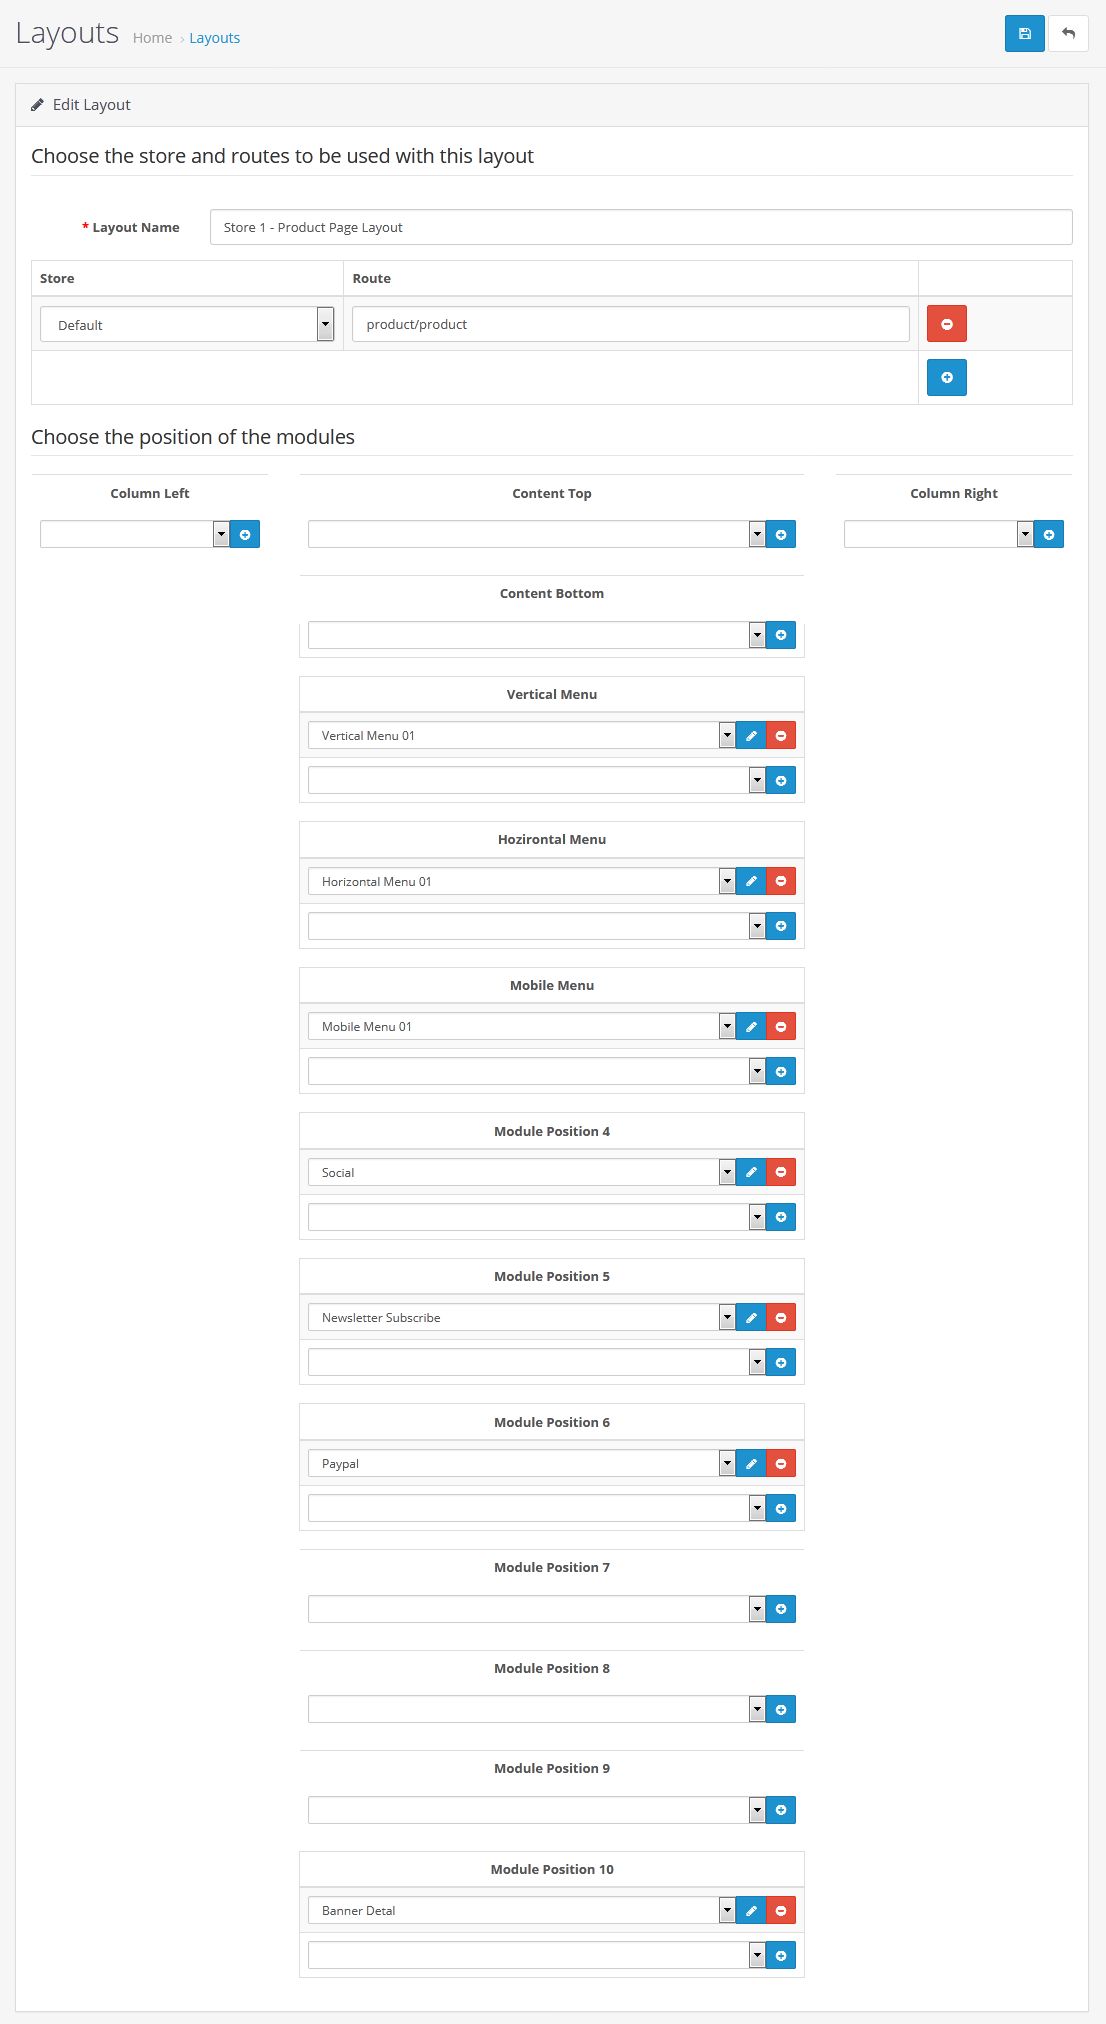 Layouts Home › Layouts
Edit Layout
Choose the store and routes to be used with this layout
* Layout Name Store 1 - Product Page Layout
Store Route
Default product/product
Choose the position of the modules
Column Left Content Top Column Right
Content Bottom
Vertical Menu
Vertical Menu 01
Hozirontal Menu
Horizontal Menu 01
Mobile Menu
Mobile Menu 01
Module Position 4
Social
Module Position 5
Newsletter Subscribe
Module Position 6
Paypal
Module Position 7
Module Position 8
Module Position 9
Module Position 10
Banner Detal